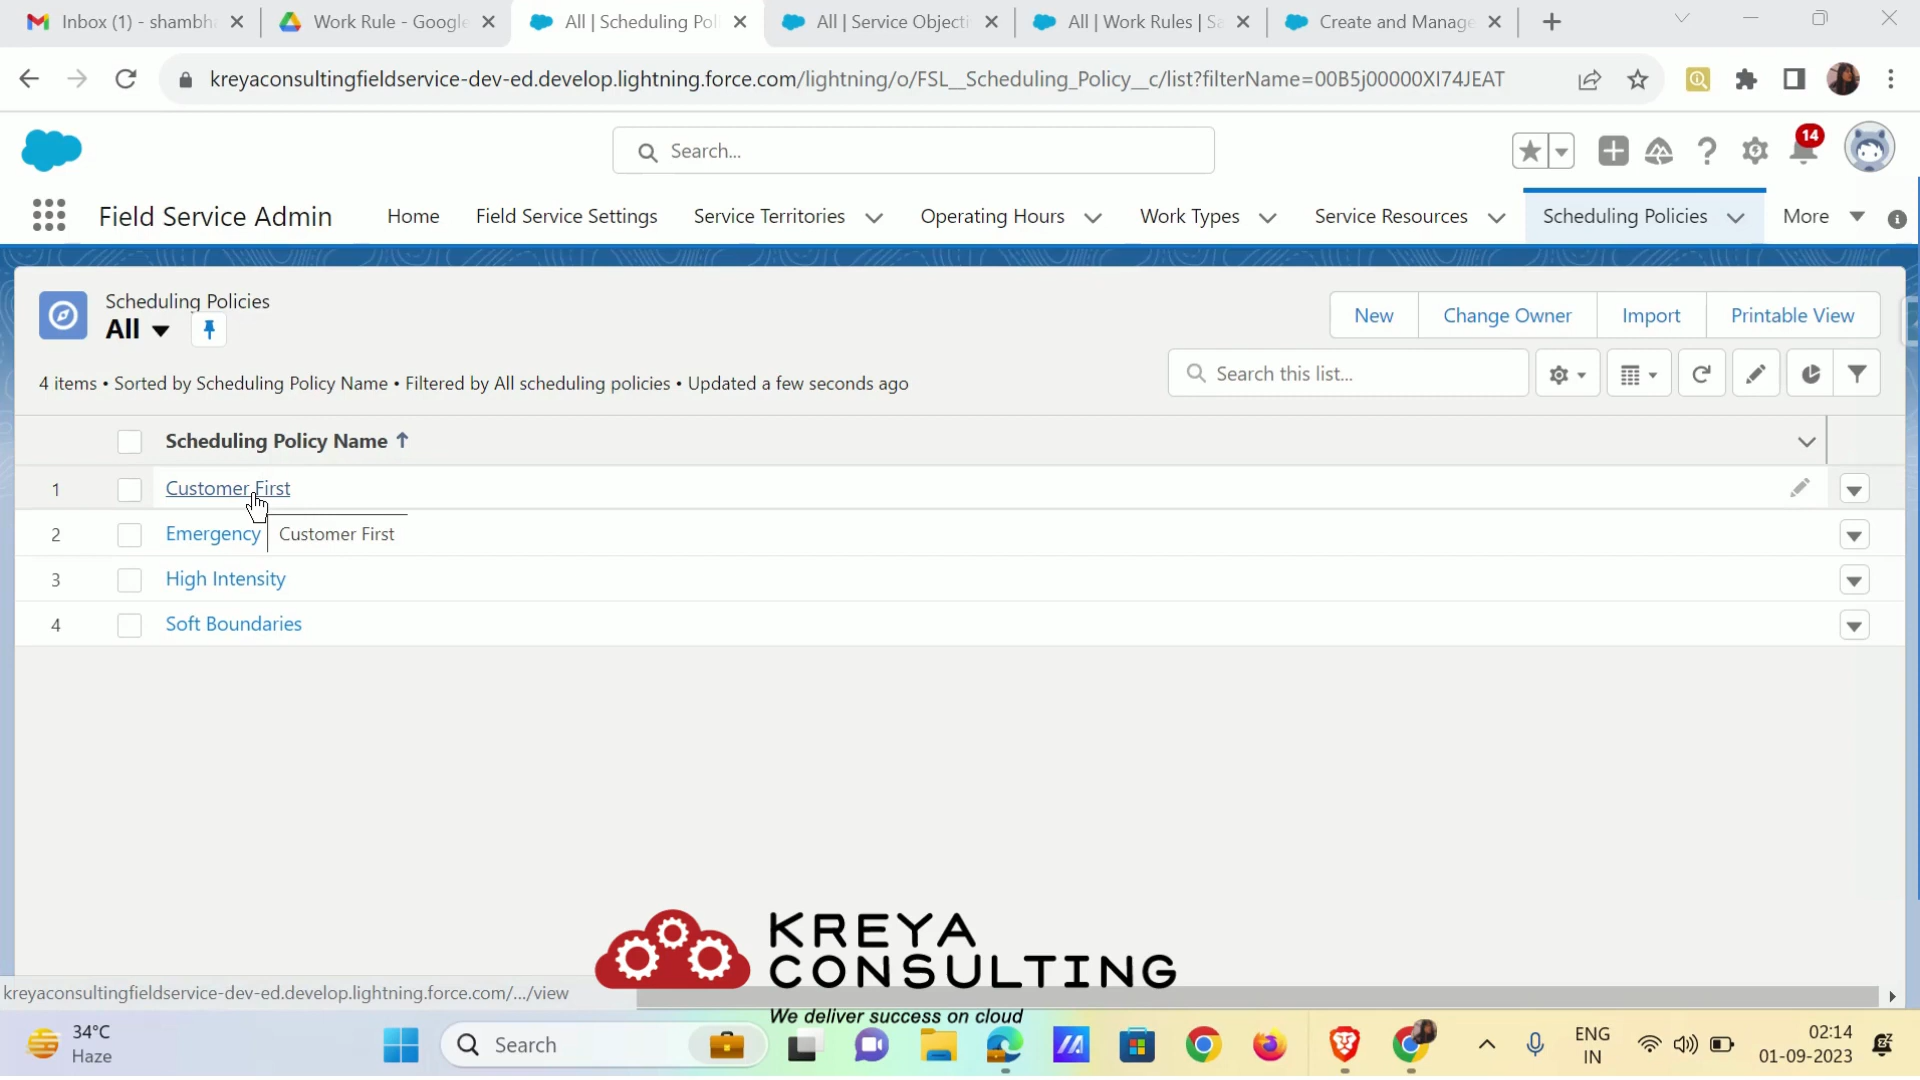 Inbox (1) - shambh
Work Rule - Google
All | Scheduling Pol
All | Service Objecti
All | Work Rules | Sa
Create and Manage
kreyaconsultingfieldservice-dev-ed.develop.lightning.force.com/lightning/o/FSL__Scheduling_Policy__c/list?filterName=00B5j00000XI74JEAT
Search...
14
Field Service Admin
Home
Field Service Settings
Service Territories
Operating Hours
Work Types
Service Resources
Scheduling Policies
More
Scheduling Policies
All
New
Change Owner
Import
Printable View
4 items • Sorted by Scheduling Policy Name • Filtered by All scheduling policies • Updated a few seconds ago
Search this list...
Scheduling Policy Name
1 Customer First
2 Emergency
Customer First
3 High Intensity
4 Soft Boundaries
KREYA
CONSULTING
We deliver success on cloud
kreyaconsultingfieldservice-dev-ed.develop.lightning.force.com/.../view
34°C
Haze
Search
ENG
IN
02:14
01-09-2023